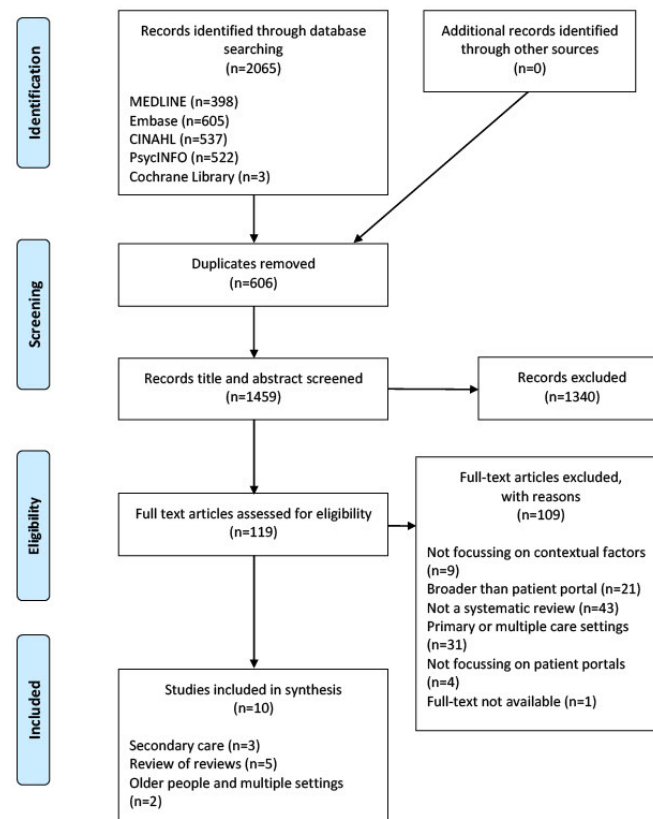 Identification
Records identified through database
searching
(n=2065)
MEDLINE (n=398)
Embase (n=605)
CINAHL (n=537)
PsycINFO (n=522)
Cochrane Library (n=3)
Additional records identified
through other sources
(n=0)
Screening
Duplicates removed
(n=606)
Records title and abstract screened
(n=1459)
Records excluded
(n=1340)
Eligibility
Full text articles assessed for eligibility
(n=119)
Full-text articles excluded,
with reasons
(n=109)
Not focussing on contextual factors
(n=9)
Broader than patient portal (n=21)
Not a systematic review (n=43)
Primary or multiple care settings
(n=31)
Not focussing on patient portals
(n=4)
Full-text not available (n=1)
Included
Studies included in synthesis
(n=10)
Secondary care (n=3)
Review of reviews (n=5)
Older people and multiple settings
(n=2)